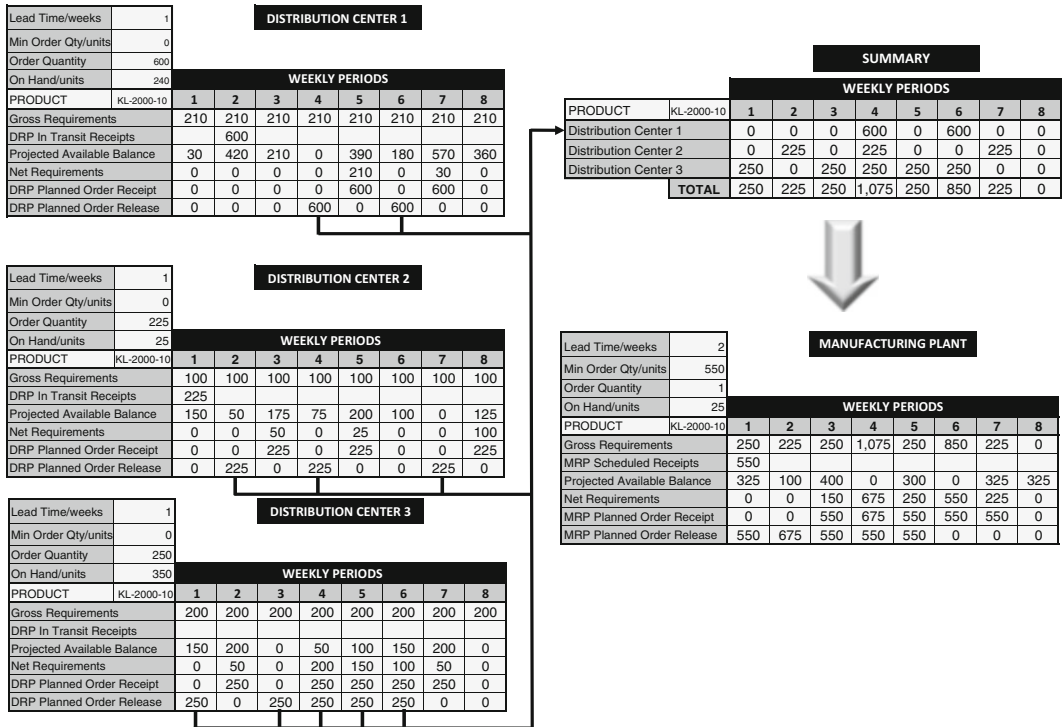 DISTRIBUTION CENTER 1
Lead Time/weeks 1
Min Order Qty/units 0
Order Quantity 600
On Hand/units 240
WEEKLY PERIODS
PRODUCT KL-2000-10 1 2 3 4 5 6 7 8
Gross Requirements 210 210 210 210 210 210 210 210
DRP In Transit Receipts 600
Projected Available Balance 30 420 210 0 390 180 570 360
Net Requirements 0 0 0 0 210 0 30 0
DRP Planned Order Receipt 0 0 0 0 600 0 600 0
DRP Planned Order Release 0 0 0 600 0 600 0 0
DISTRIBUTION CENTER 2
Lead Time/weeks 1
Min Order Qty/units 0
Order Quantity 225
On Hand/units 25
WEEKLY PERIODS
PRODUCT KL-2000-10 1 2 3 4 5 6 7 8
Gross Requirements 100 100 100 100 100 100 100 100
DRP In Transit Receipts 225
Projected Available Balance 150 50 175 75 200 100 0 125
Net Requirements 0 0 50 0 25 0 0 100
DRP Planned Order Receipt 0 0 225 0 225 0 0 225
DRP Planned Order Release 0 225 0 225 0 0 225 0
DISTRIBUTION CENTER 3
Lead Time/weeks 1
Min Order Qty/units 0
Order Quantity 250
On Hand/units 350
WEEKLY PERIODS
PRODUCT KL-2000-10 1 2 3 4 5 6 7 8
Gross Requirements 200 200 200 200 200 200 200 200
DRP In Transit Receipts
Projected Available Balance 150 200 0 50 100 150 200 0
Net Requirements 0 50 0 200 150 100 50 0
DRP Planned Order Receipt 0 250 0 250 250 250 250 0
DRP Planned Order Release 250 0 250 250 250 250 0 0
SUMMARY
WEEKLY PERIODS
PRODUCT KL-2000-10 1 2 3 4 5 6 7 8
Distribution Center 1 0 0 0 600 0 600 0 0
Distribution Center 2 0 225 0 225 0 0 225 0
Distribution Center 3 250 0 250 250 250 250 0 0
TOTAL 250 225 250 1,075 250 850 225 0
MANUFACTURING PLANT
Lead Time/weeks 2
Min Order Qty/units 550
Order Quantity 1
On Hand/units 25
WEEKLY PERIODS
PRODUCT KL-2000-10 1 2 3 4 5 6 7 8
Gross Requirements 250 225 250 1,075 250 850 225 0
MRP Scheduled Receipts 550
Projected Available Balance 325 100 400 0 300 0 325 325
Net Requirements 0 0 150 675 250 550 225 0
MRP Planned Order Receipt 0 0 550 675 550 550 550 0
MRP Planned Order Release 550 675 550 550 550 0 0 0